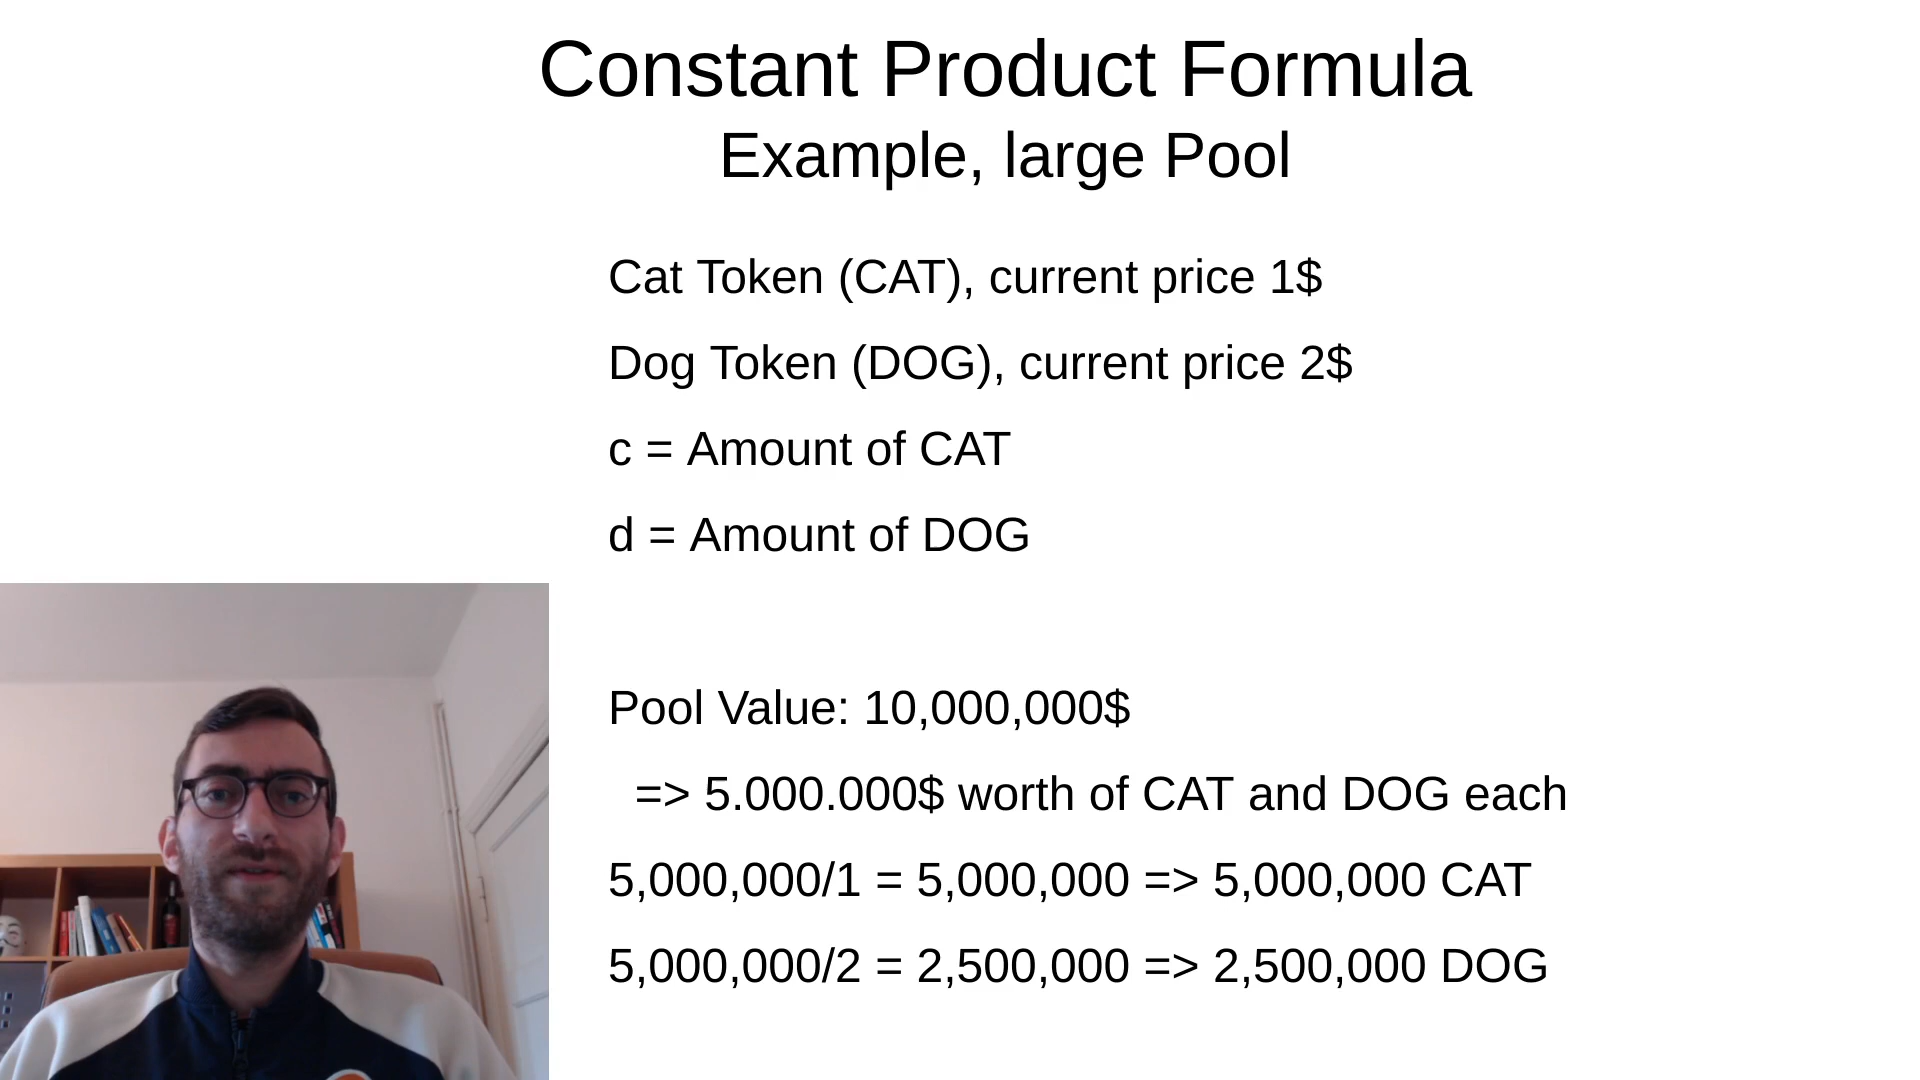 Constant Product Formula
Example, large Pool
Cat Token (CAT), current price 1$
Dog Token (DOG), current price 2$
c = Amount of CAT
d = Amount of DOG
Pool Value: 10,000,000$
=> 5.000.000$ worth of CAT and DOG each
5,000,000/1 = 5,000,000 => 5,000,000 CAT
5,000,000/2 = 2,500,000 => 2,500,000 DOG